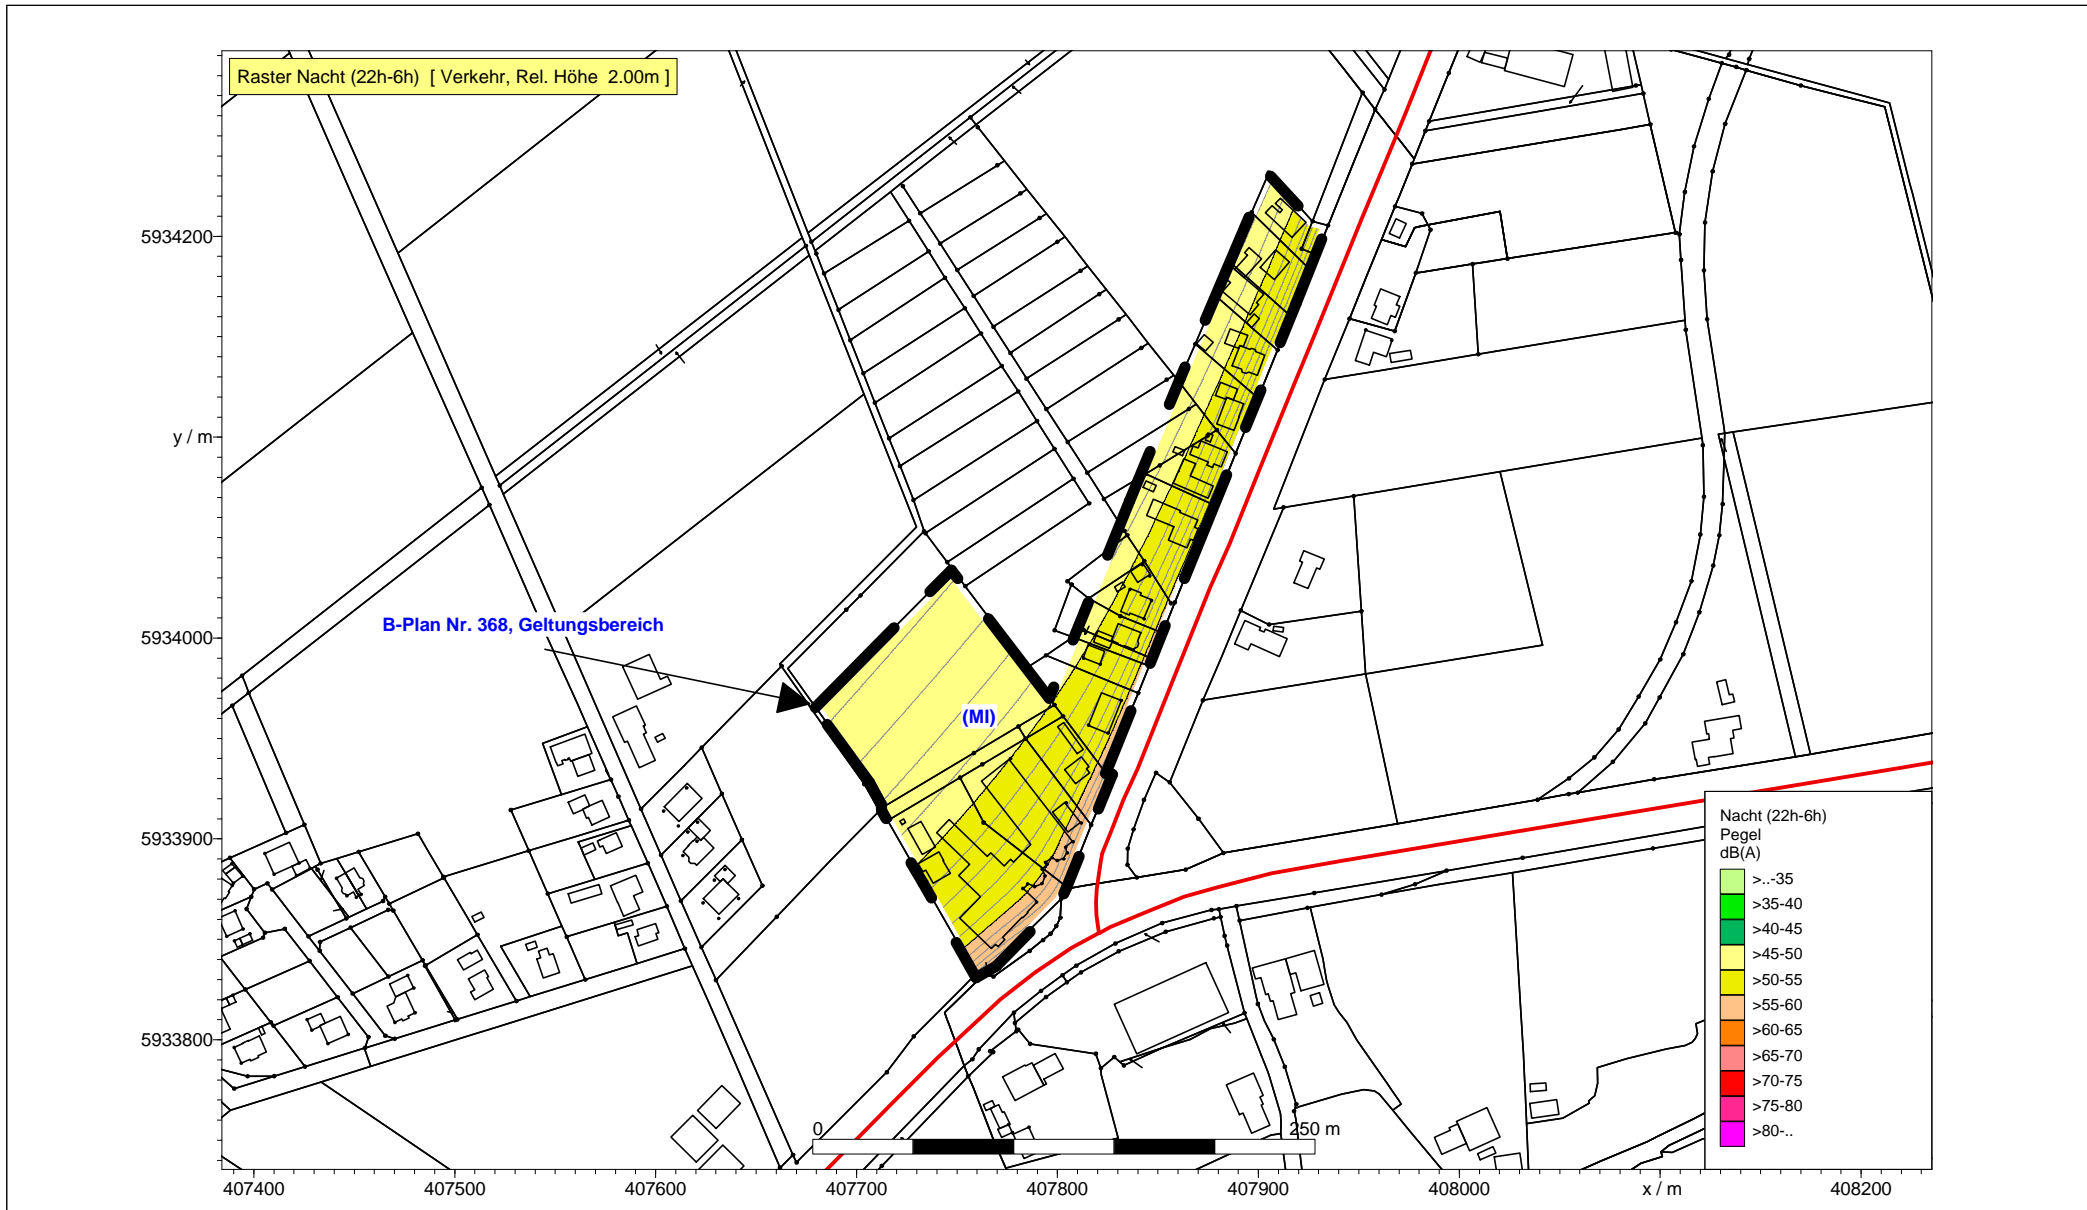 Raster Nacht (22h-6h)  [ Verkehr, Rel. Höhe  2.00m ]
5934200
y / m
B-Plan Nr. 368, Geltungsbereich
5934000
(MI)
5933900
5933800
Nacht (22h-6h)
Pegel
dB(A)
>..-35
>35-40
>40-45
>45-50
>50-55
>55-60
>60-65
>65-70
>70-75
>75-80
>80-..
0 250 m
407400 407500 407600 407700 407800 407900 408000 x / m 408200